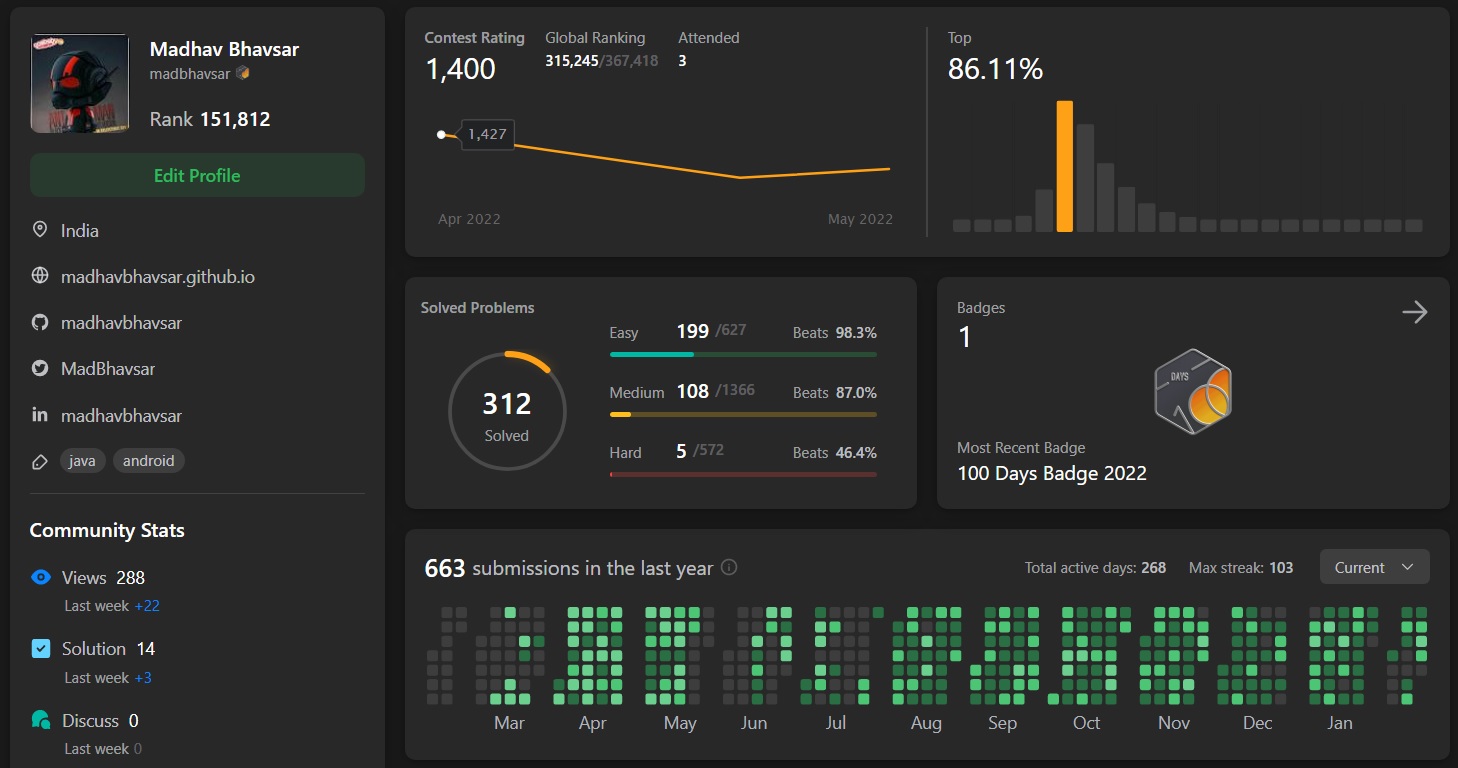 Madhav Bhavsar
madbhavsar
Rank 151,812
Edit Profile
India
madhavbhavsar.github.io
madhavbhavsar
MadBhavsar
madhavbhavsar
java android
Community Stats
Views 288
Last week +22
Solution 14
Last week +3
Discuss 0
Last week 0
Contest Rating
1,400
Global Ranking
315,245/367,418
Attended
3
1,427
Apr 2022 May 2022
Top
86.11%
Solved Problems
312
Solved
Easy 199 /627 Beats 98.3%
Medium 108 /1366 Beats 87.0%
Hard 5 /572 Beats 46.4%
Badges
1
DAYS
Most Recent Badge
100 Days Badge 2022
663 submissions in the last year
Total active days: 268 Max streak: 103 Current
Mar Apr May Jun Jul Aug Sep Oct Nov Dec Jan